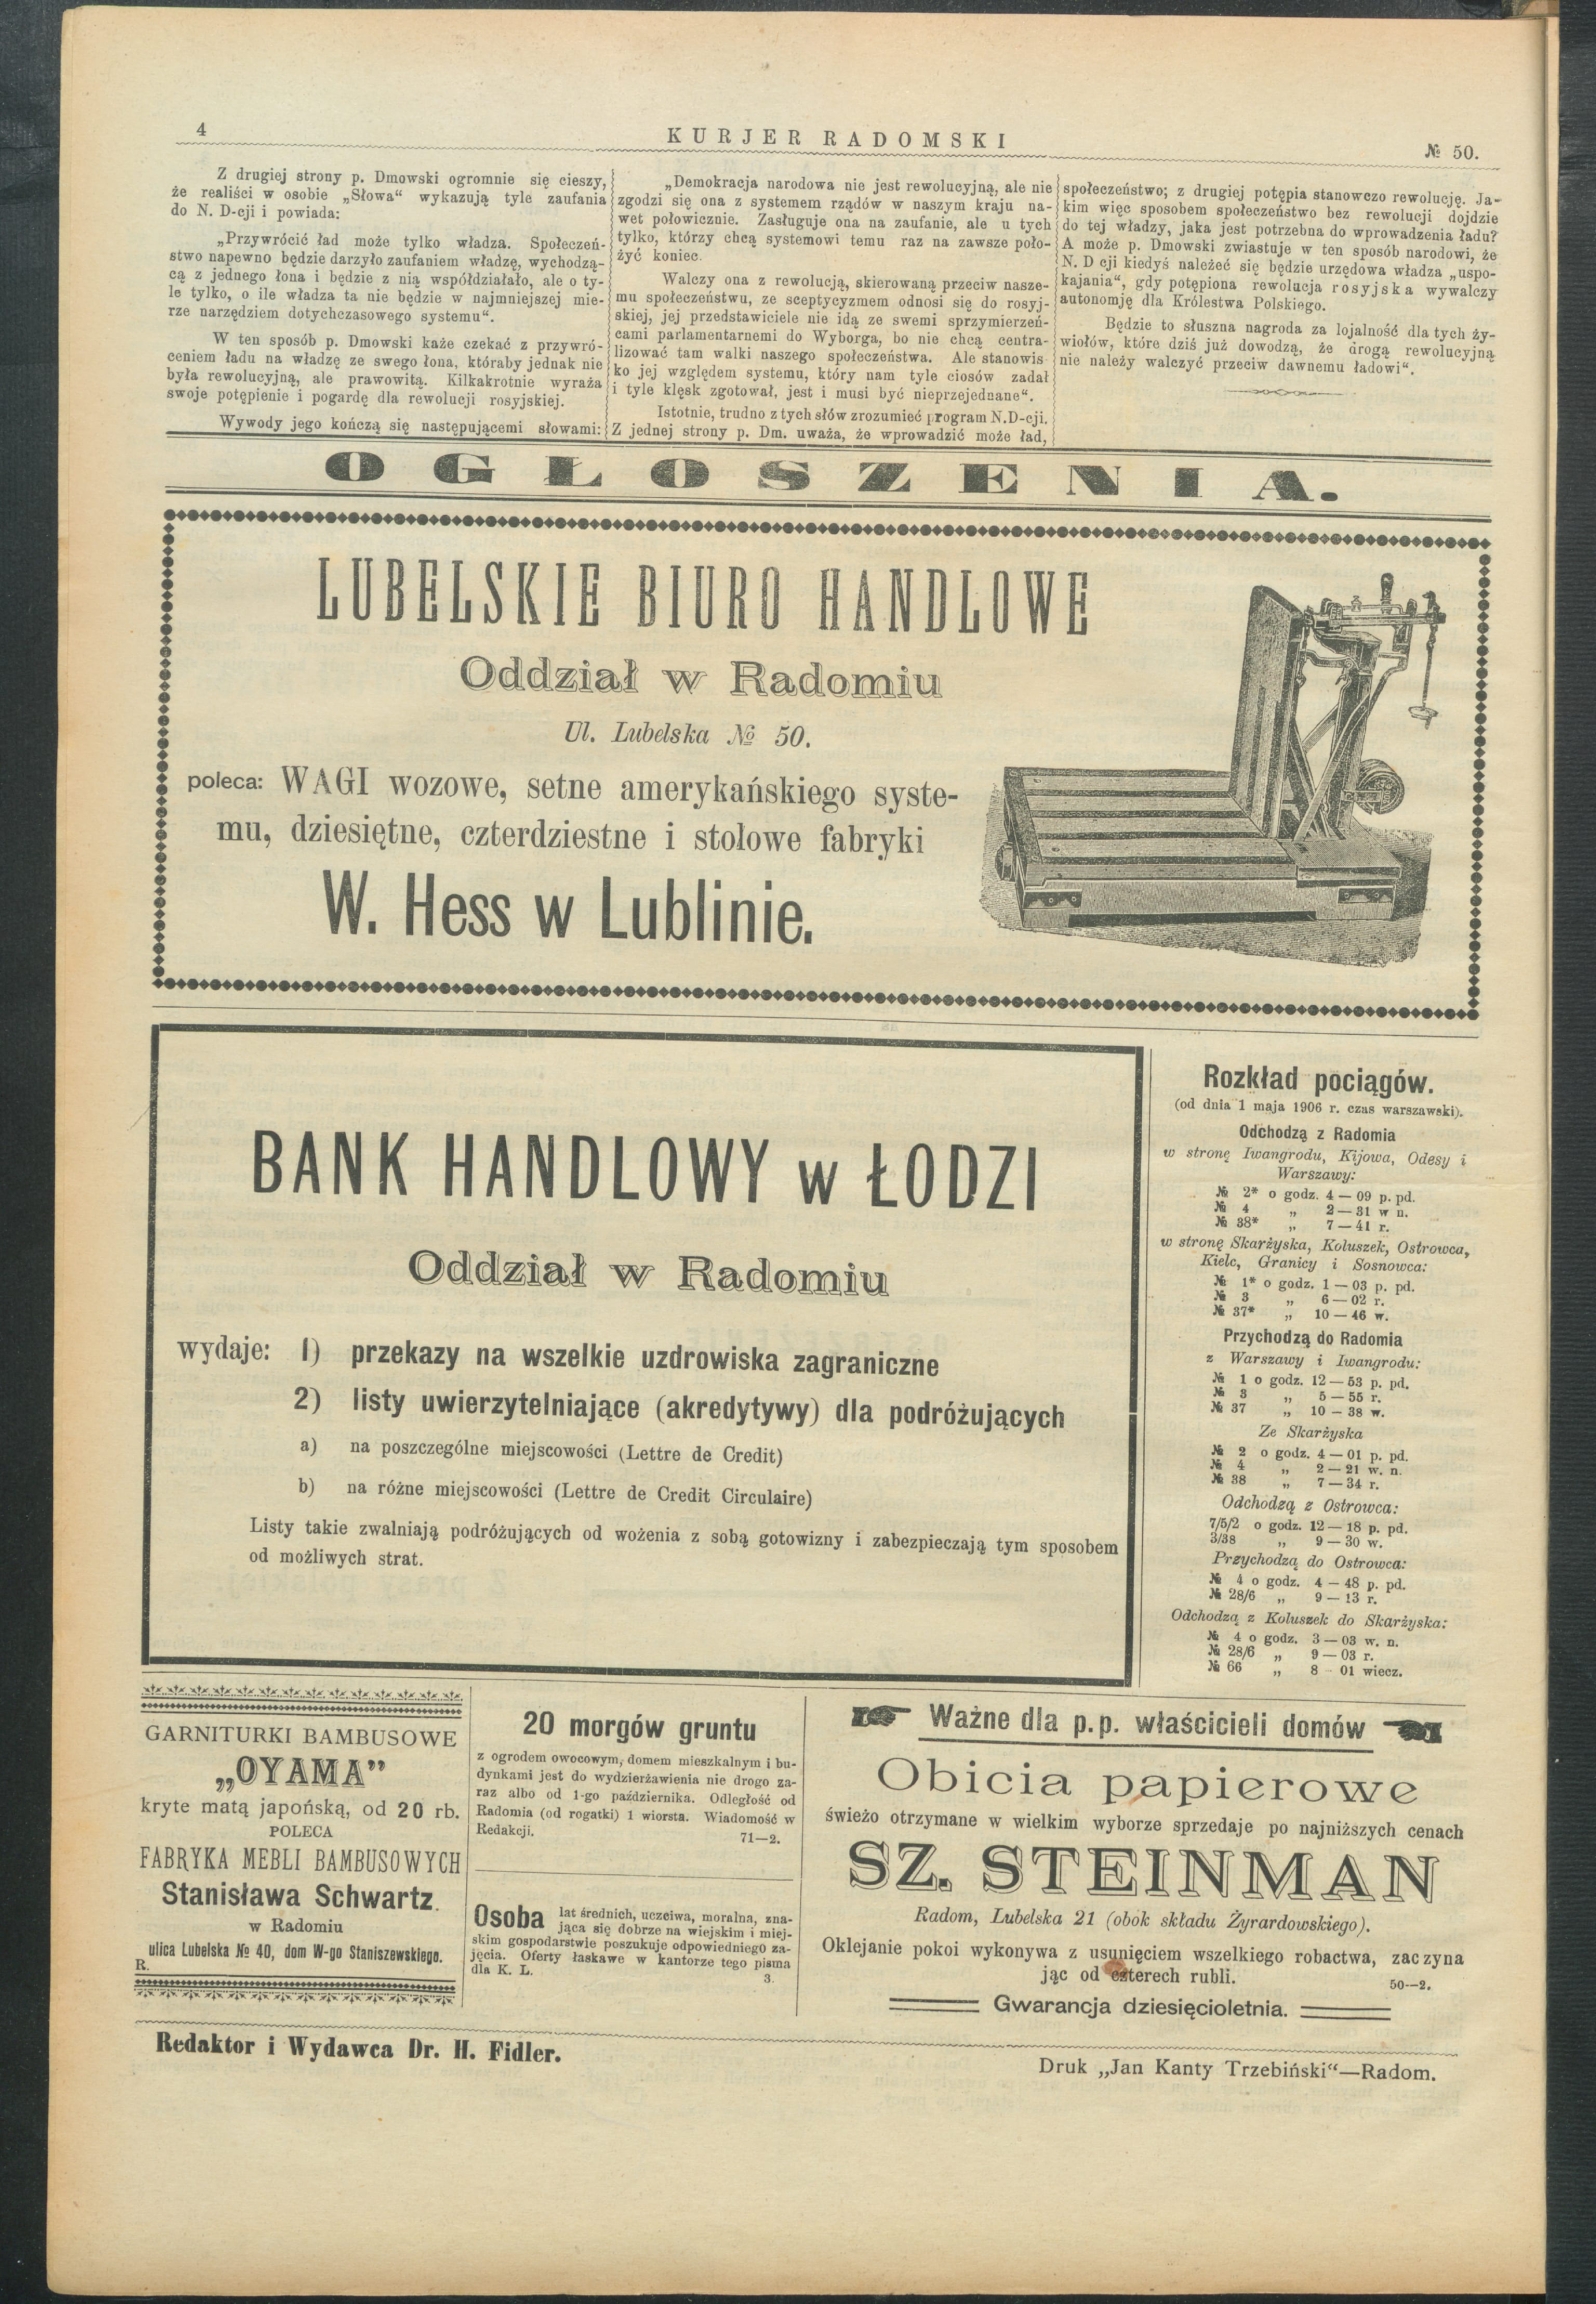 4
KURJER RADOMSKI
№ 50.
Z drugiej strony p. Dmowski ogromnie się cieszy,
że realiści w osobie „Słowa“ wykazują tyle zaufania
do N. D-cji i powiada:
„Przywrócić ład może tylko władza. Społeczeń-
stwo napewno będzie darzyło zaufaniem władzę, wychodzą-
cą z jednego łona i będzie z nią współdziałało, ale o ty-
le tylko, o ile władza ta nie będzie w najmniejszej mie-
rze narzędziem dotychczasowego systemu“.
W ten sposób p. Dmowski każe czekać z przywró-
ceniem ładu na władzę ze swego łona, któraby jednak nie
była rewolucyjną, ale prawowitą. Kilkakrotnie wyraża
swoje potępienie i pogardę dla rewolucji rosyjskiej.
Wywody jego kończą się następującemi słowami:
„Demokracja narodowa nie jest rewolucyjną, ale nie
zgodzi się ona z systemem rządów w naszym kraju na-
wet połowicznie. Zasługuje ona na zaufanie, ale u tych
tylko, którzy chcą systemowi temu raz na zawsze poło-
żyć koniec.
Walczy ona z rewolucją, skierowaną przeciw nasze-
mu społeczeństwu, ze sceptycyzmem odnosi się do rosyj-
skiej, jej przedstawiciele nie idą ze swemi sprzymierzeń-
cami parlamentarnemi do Wyborga, bo nie chcą centra-
lizować tam walki naszego społeczeństwa. Ale stanowis-
ko jej względem systemu, który nam tyle ciosów zadał
i tyle klęsk zgotował, jest i musi być nieprzejednane“.
Istotnie, trudno z tych słów zrozumieć program N.D-cji.
Z jednej strony p. Dm. uważa, że wprowadzić może ład,
społeczeństwo; z drugiej potępia stanowczo rewolucję. Ja-
kim więc sposobem społeczeństwo bez rewolucji dojdzie
do tej władzy, jaka jest potrzebna do wprowadzenia ładu?
A może p. Dmowski zwiastuje w ten sposób narodowi, że
N. D cji kiedyś należeć się będzie urzędowa władza „uspo-
kajania“, gdy potępiona rewolucja rosyjska wywalczy
autonomję dla Królestwa Polskiego.
Będzie to słuszna nagroda za lojalność dla tych ży-
wiołów, które dziś już dowodzą, że drogą rewolucyjną
nie należy walczyć przeciw dawnemu ładowi“.
OGŁOSZENIA.
LUBELSKIE BIURO HANDLOWE
Oddział w Radomiu
Ul. Lubelska № 50.
poleca: WAGI wozowe, setne amerykańskiego syste-
mu, dziesiętne, czterdziestne i stołowe fabryki
W. Hess w Lublinie.
BANK HANDLOWY w ŁODZI
Oddział w Radomiu
wydaje: 1) przekazy na wszelkie uzdrowiska zagraniczne
2) listy uwierzytelniające (akredytywy) dla podróżujących
a) na poszczególne miejscowości (Lettre de Credit)
b) na różne miejscowości (Lettre de Credit Circulaire)
Listy takie zwalniają podróżujących od wożenia z sobą gotowizny i zabezpieczają tym sposobem
od możliwych strat.
Rozkład pociągów.
(od dnia 1 maja 1906 r. czas warszawski).
Odchodzą z Radomia
w stronę Iwangrodu, Kijowa, Odesy i
Warszawy:
№ 2* o godz. 4 — 09 p. pd.
№ 4 „ 2 — 31 w n.
№ 38* „ 7 — 41 r.
w stronę Skarżyska, Koluszek, Ostrowca,
Kielc, Granicy i Sosnowca:
№ 1* o godz. 1 — 03 p. pd.
№ 3 „ 6 — 02 r.
№ 37* „ 10 — 46 w.
Przychodzą do Radomia
z Warszawy i Iwangrodu:
№ 1 o godz. 12 — 53 p. pd.
№ 3 „ 5 — 55 r.
№ 37 „ 10 — 38 w.
Ze Skarżyska
№ 2 o godz. 4 — 01 p. pd.
№ 4 „ 2 — 21 w. n.
№ 38 „ 7 — 34 r.
Odchodzą z Ostrowca:
7/5/2 o godz. 12 — 18 p. pd.
3/38 „ 9 — 30 w.
Przychodzą do Ostrowca:
№ 4 o godz. 4 — 48 p. pd.
№ 28/6 „ 9 — 13 r.
Odchodzą z Koluszek do Skarżyska:
№ 4 o godz. 3 — 03 w. n.
№ 28/6 „ 9 — 03 r.
№ 66 „ 8 - 01 wiecz.
GARNITURKI BAMBUSOWE
„OYAMA”
kryte matą japońską, od 20 rb.
POLECA
FABRYKA MEBLI BAMBUSOWYCH
Stanisława Schwartz.
w Radomiu
ulica Lubelska № 40, dom W-go Staniszewskiego.
R.
20 morgów gruntu
z ogrodem owocowym, domem mieszkalnym i bu-
dynkami jest do wydzierżawienia nie drogo za-
raz albo od 1-go października. Odległość od
Radomia (od rogatki) 1 wiorsta. Wiadomość w
Redakcji. 71—2.
Osoba lat średnich, uczciwa, moralna, zna-
jąca się dobrze na wiejskim i miej-
skim gospodarstwie poszukuje odpowiedniego za-
jęcia. Oferty łaskawe w kantorze tego pisma
dla K. L. 3.
Ważne dla p.p. właścicieli domów
Obicia papierowe
świeżo otrzymane w wielkim wyborze sprzedaje po najniższych cenach
SZ. STEINMAN
Radom, Lubelska 21 (obok składu Żyrardowskiego).
Oklejanie pokoi wykonywa z usunięciem wszelkiego robactwa, zaczyna
jąc od czterech rubli. 50—2.
Gwarancja dziesięcioletnia.
Redaktor i Wydawca Dr. H. Fidler.
Druk „Jan Kanty Trzebiński“—Radom.